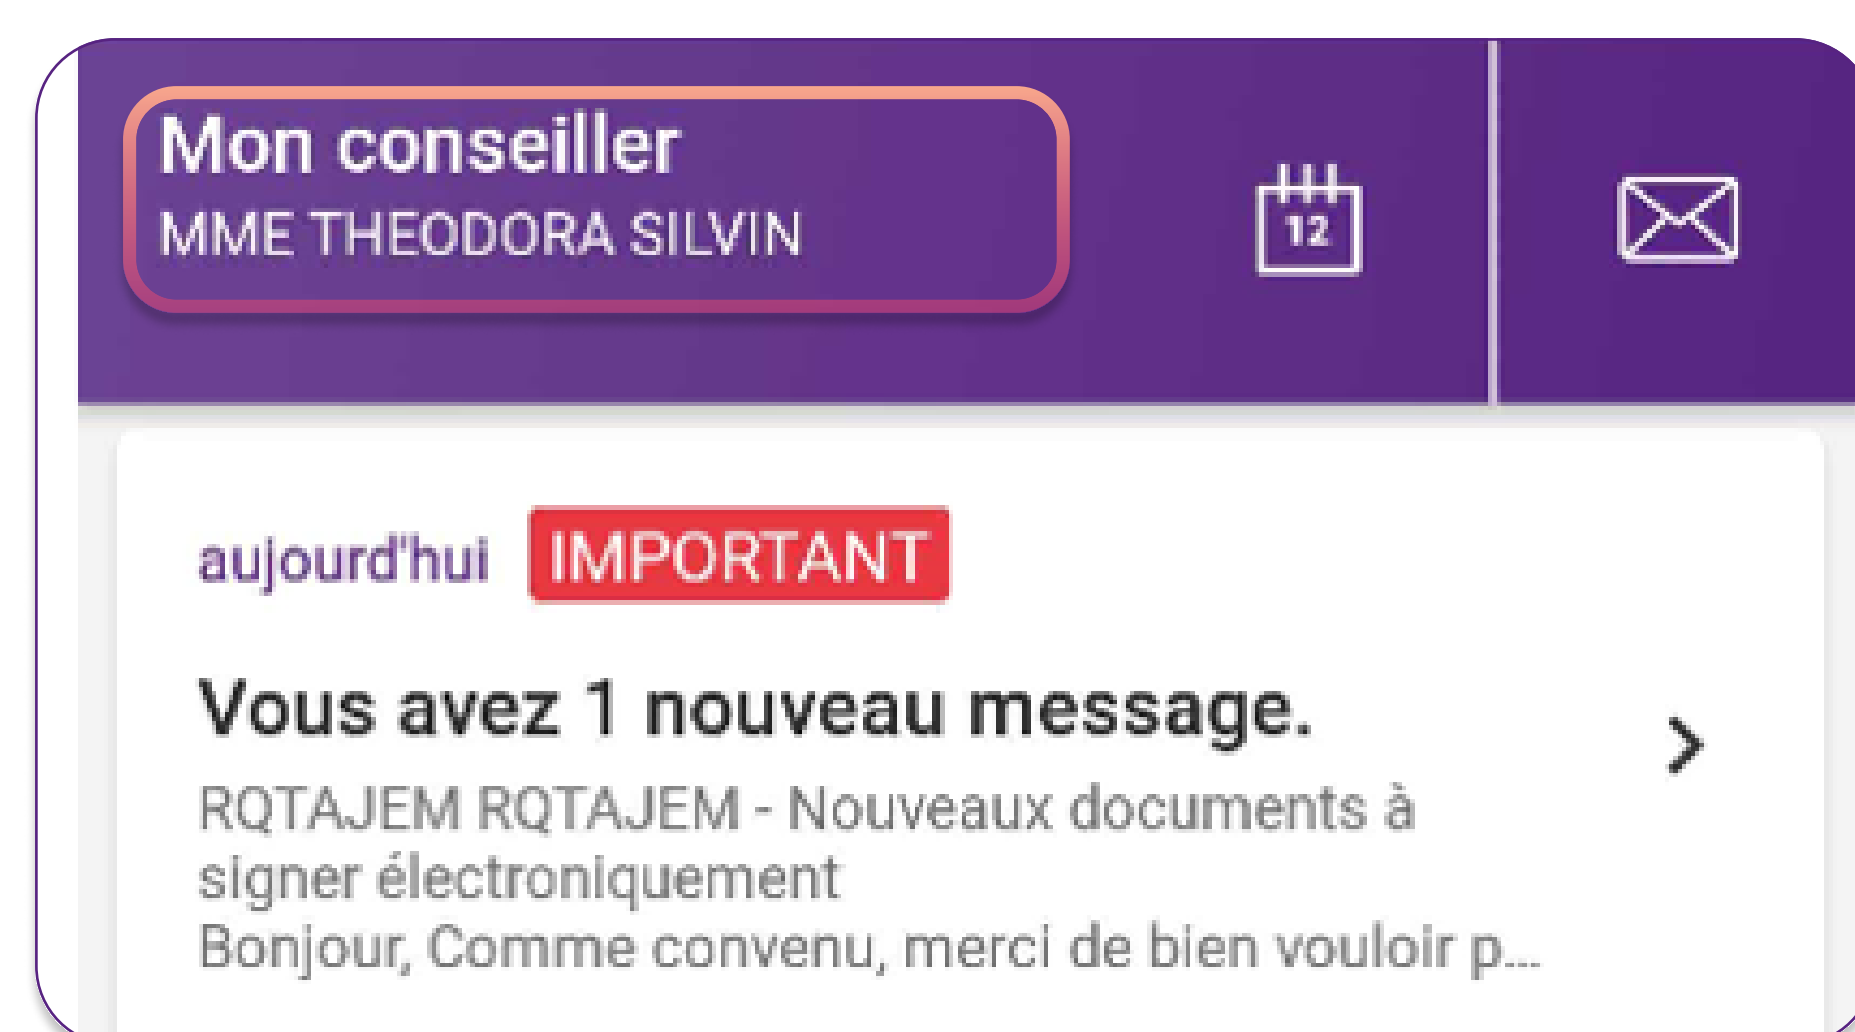 Mon conseiller
MME THEODORA SILVIN
12
aujourd'hui IMPORTANT
Vous avez 1 nouveau message.
RQTAJEM RQTAJEM - Nouveaux documents à
signer électroniquement
Bonjour, Comme convenu, merci de bien vouloir p...